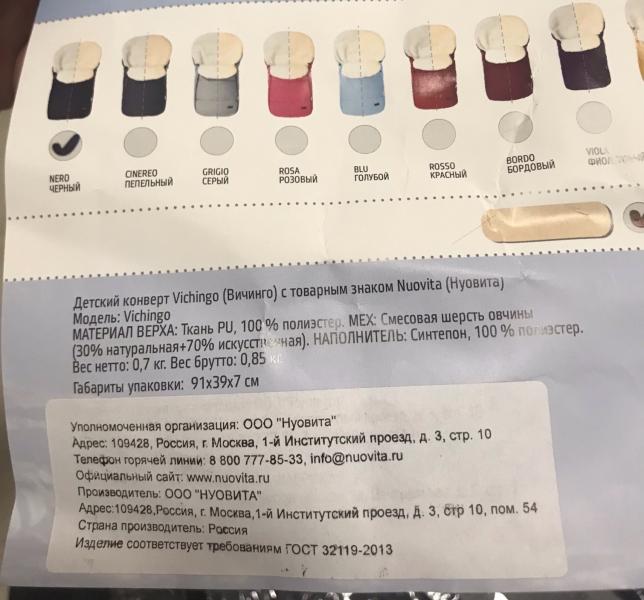 NERO CINEREO GRIGIO ROSA BLU ROSSO BORDO VIOLA
ЧЕРНЫЙ ПЕПЕЛЬНЫЙ СЕРЫЙ РОЗОВЫЙ ГОЛУБОЙ КРАСНЫЙ БОРДОВЫЙ
Детский конверт Vichingo (Вичинго) с товарным знаком Nuovita (Нуовита)
Модель: Vichingo
МАТЕРИАЛ ВЕРХА: Ткань PU, 100 % полиэстер. МЕХ: Смесовая шерсть овчины
(30% натуральная+70% искусственная). НАПОЛНИТЕЛЬ: Синтепон, 100 % полиэстер.
Вес нетто: 0,7 кг. Вес брутто: 0,85 кг
Габариты упаковки: 91х39х7 см
Уполномоченная организация: ООО "Нуовита"
Адрес: 109428, Россия, г. Москва, 1-й Институтский проезд, д. 3, стр. 10
Телефон горячей линии: 8 800 777-85-33, info@nuovita.ru
Официальный сайт: www.nuovita.ru
Производитель: ООО "НУОВИТА"
Адрес:109428,Россия, г. Москва,1-й Институтский проезд, д. 3, стр 10, пом. 54
Страна производитель: Россия
Изделие соответствует требованиям ГОСТ 32119-2013